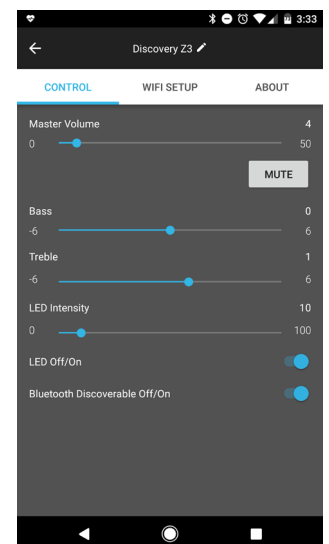 3:33
Discovery Z3
CONTROL WIFI SETUP ABOUT
Master Volume 4
0 50
MUTE
Bass 0
-6 6
Treble 1
-6 6
LED Intensity 10
0 100
LED Off/On
Bluetooth Discoverable Off/On